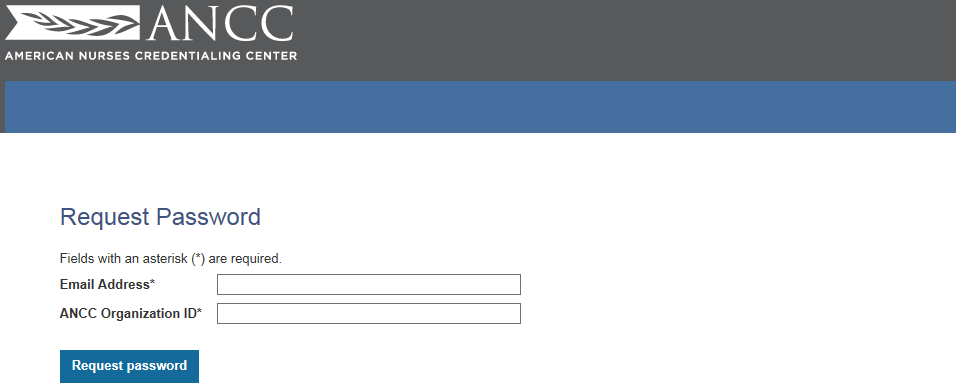 ANCC
AMERICAN NURSES CREDENTIALING CENTER
Request Password
Fields with an asterisk (*) are required.
Email Address*
ANCC Organization ID*
Request password